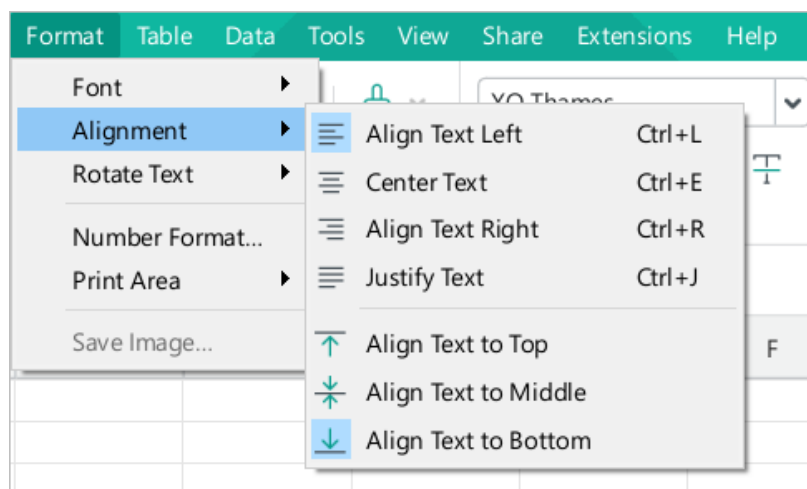 Format Table Data Tools View Share Extensions Help
Font
XO Thames
Alignment
Align Text Left Ctrl+L
Rotate Text
Center Text Ctrl+E
Number Format...
Align Text Right Ctrl+R
Print Area
Justify Text Ctrl+J
Save Image...
Align Text to Top
F
Align Text to Middle
Align Text to Bottom